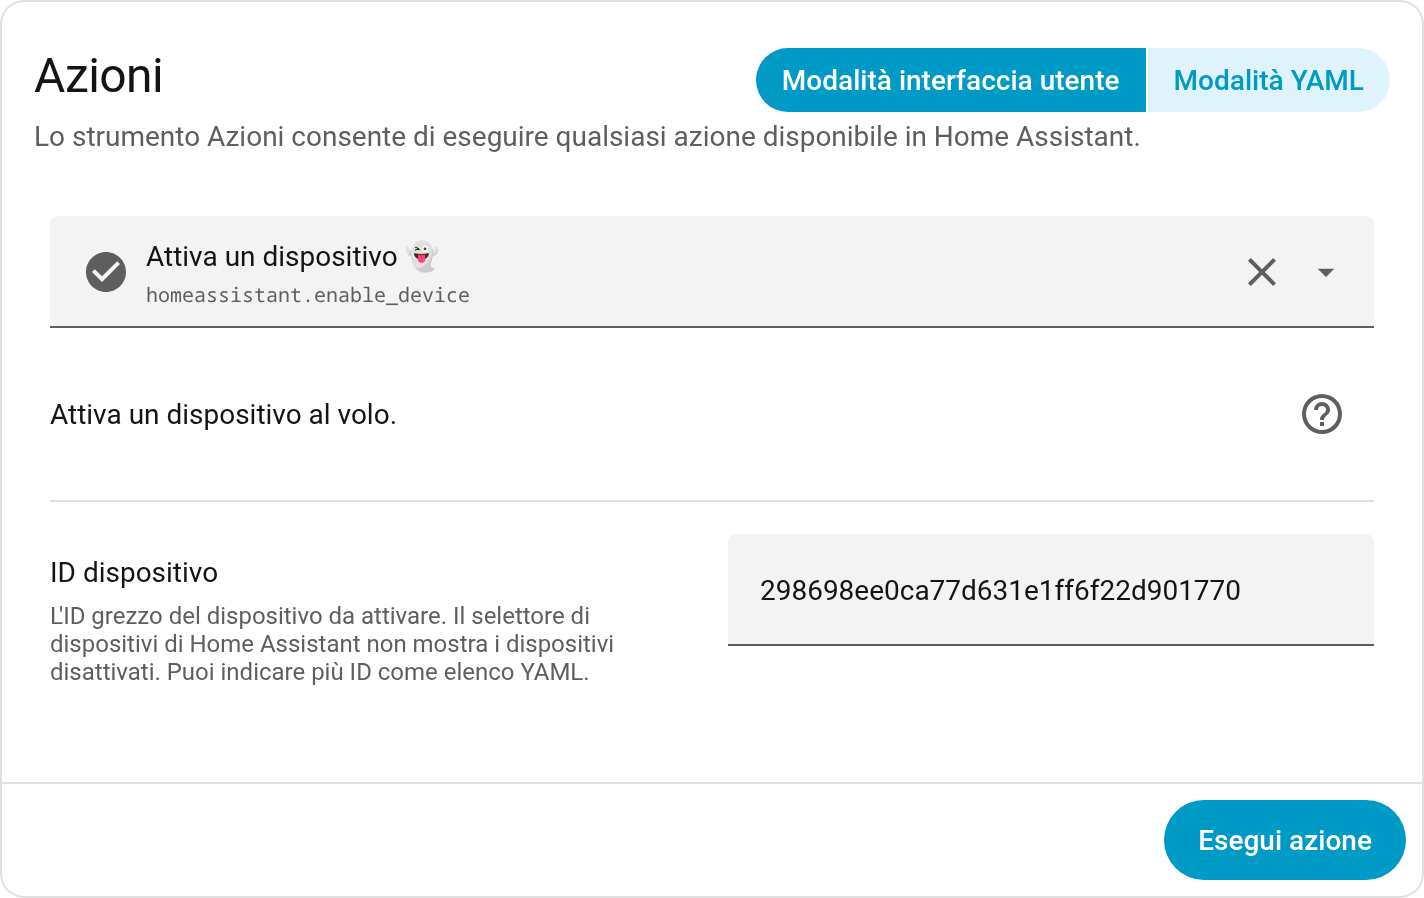 Azioni
Modalità interfaccia utente
Modalità YAML
Lo strumento Azioni consente di eseguire qualsiasi azione disponibile in Home Assistant.
Attiva un dispositivo 👻
homeassistant.enable_device
Attiva un dispositivo al volo.
ID dispositivo
L'ID grezzo del dispositivo da attivare. Il selettore di
dispositivi di Home Assistant non mostra i dispositivi
disattivati. Puoi indicare più ID come elenco YAML.
298698ee0ca77d631e1ff6f22d901770
Esegui azione